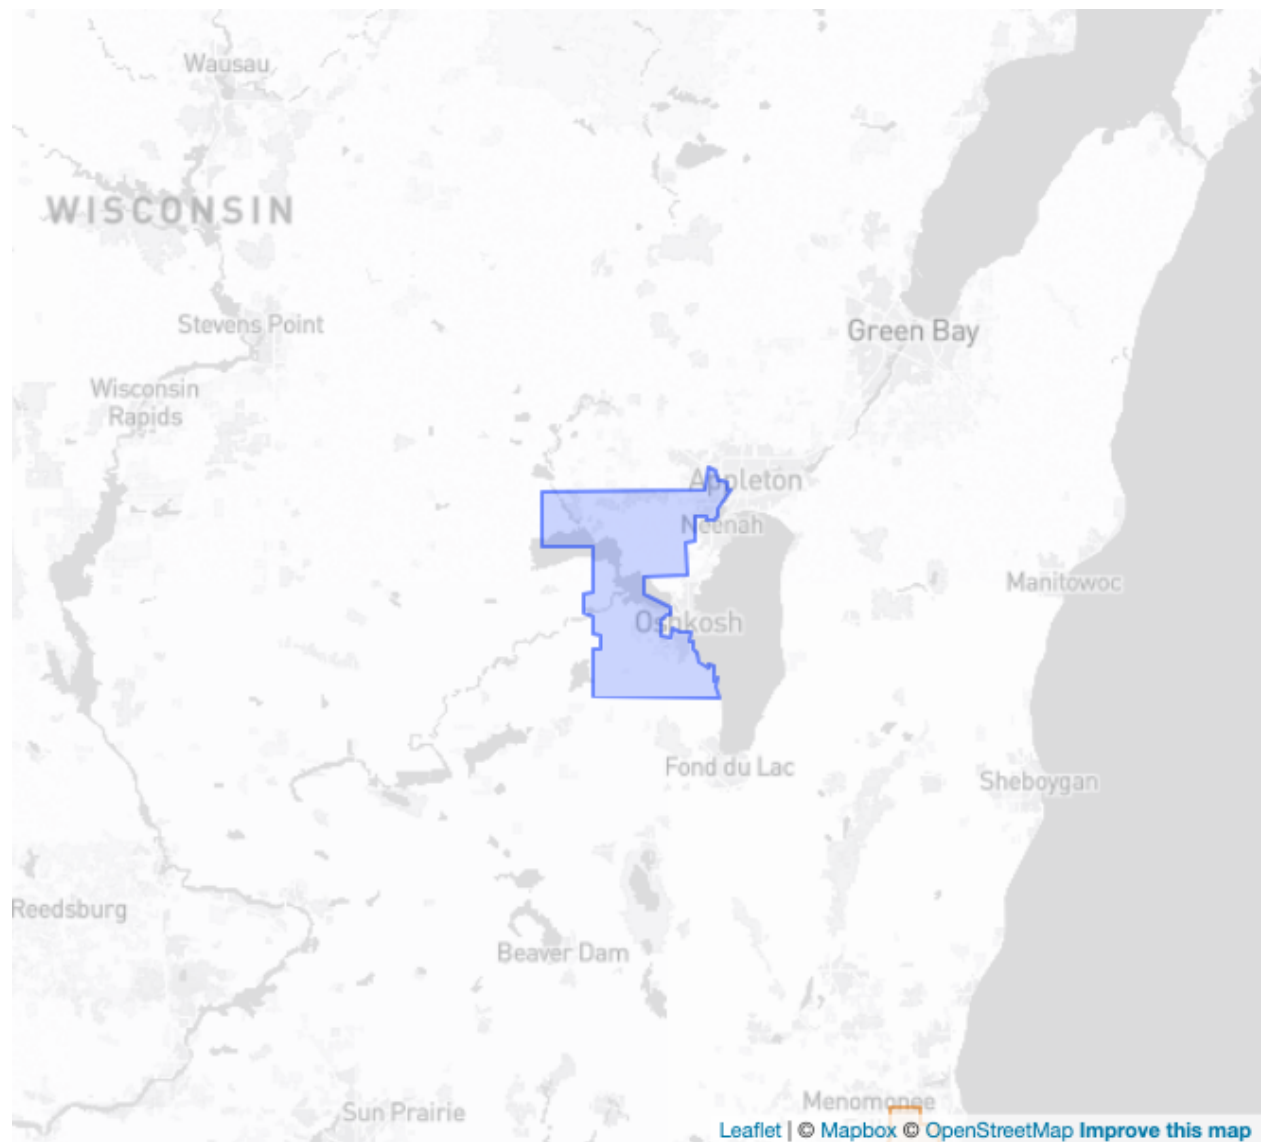 Wausau
WISCONSIN
Stevens Point
Green Bay
Wisconsin
Rapids
Appleton
Neenah
Manitowoc
Oshkosh
Fond du Lac
Sheboygan
Reedsburg
Beaver Dam
Menomonee
Sun Prairie
Leaflet | © Mapbox © OpenStreetMap Improve this map